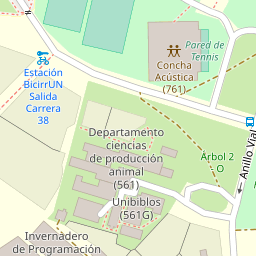 Pared de
Tennis
Concha
Acústica
(761)
Estación
BicirrUN
Salida
Carrera
38
Departamento
ciencias
de producción
animal
(561)
Unibiblos
(561G)
Árbol 2
O
Anillo Vial
Invernadero
de Programación